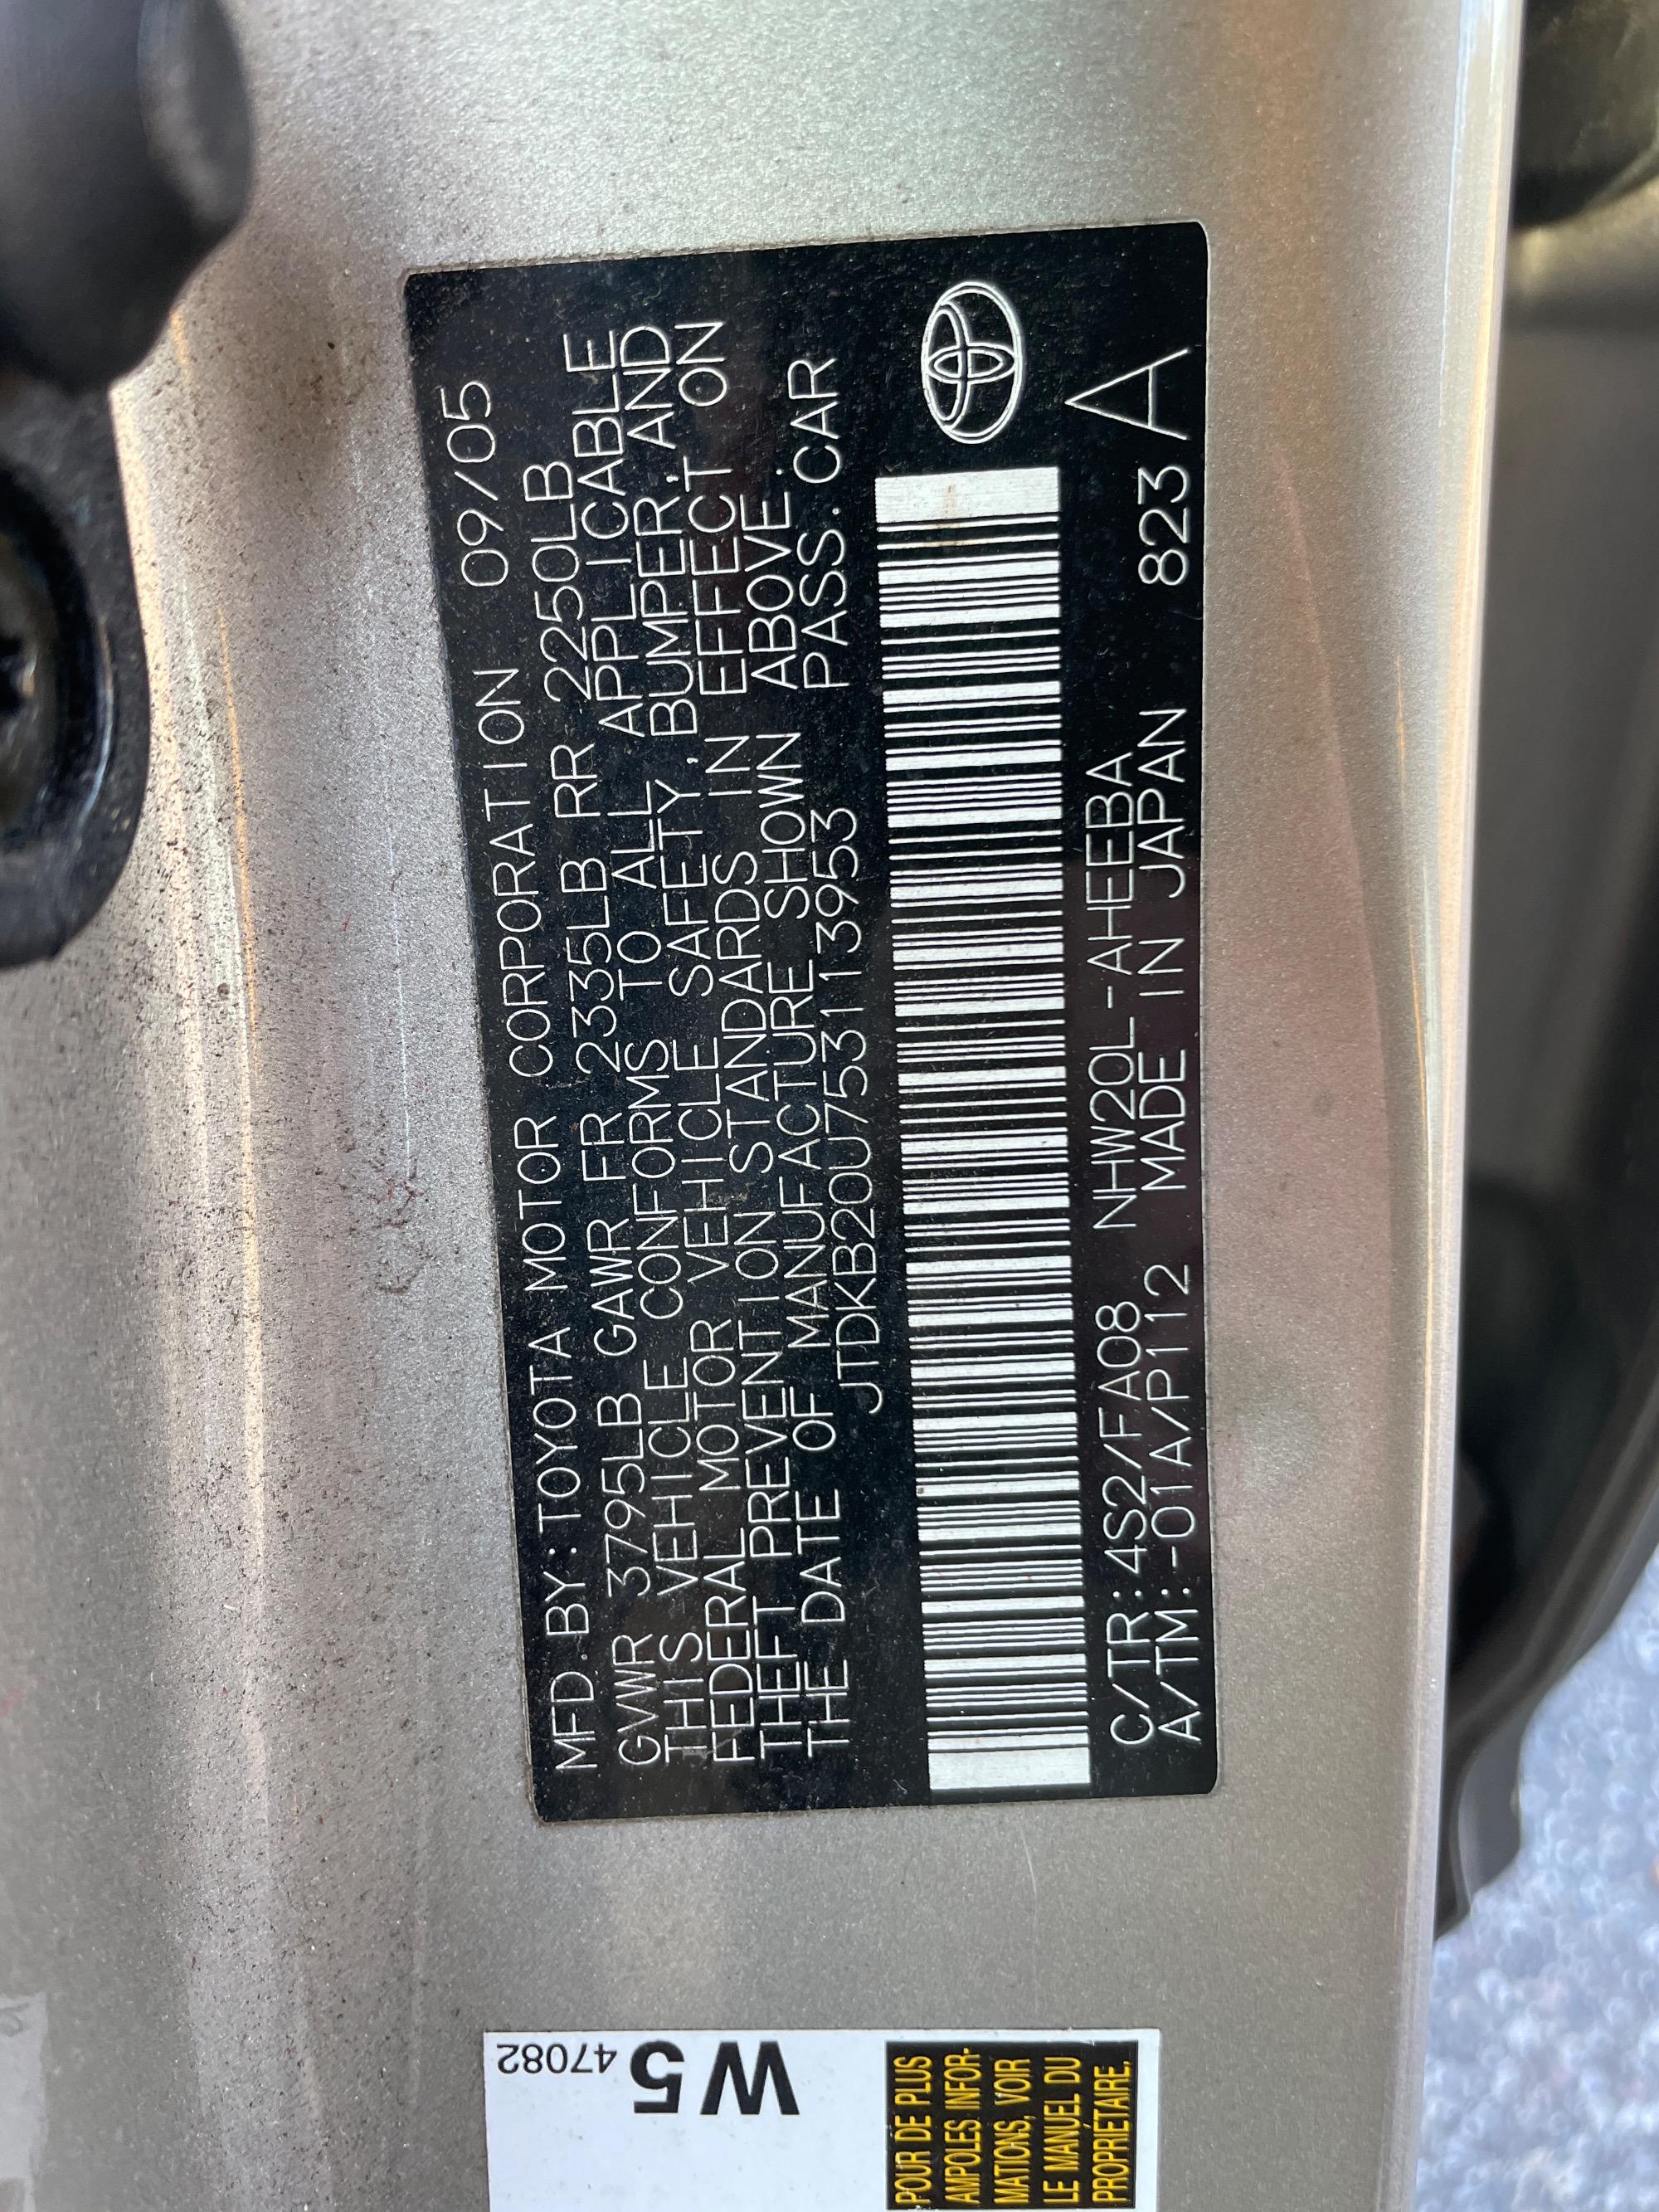 MFD. BY: TOYOTA MOTOR CORPORATION 09/05
GVWR 3795LB GAWR FR 2335LB RR 2250LB
THIS VEHICLE CONFORMS TO ALL APPLICABLE
FEDERAL MOTOR VEHICLE SAFETY, BUMPER, AND
THEFT PREVENTION STANDARDS IN EFFECT ON
THE DATE OF MANUFACTURE SHOWN ABOVE.
JTDKB20U753113953 PASS. CAR
C/TR: 4S2/FA08 NHW20L-AHEEBA
A/TM: -01A/P112 MADE IN JAPAN 823 A
W5
47082
POUR DE PLUS
AMPOLES INFOR-
MATIONS, VOIR
LE MANUEL DU
PROPRIÉTAIRE.